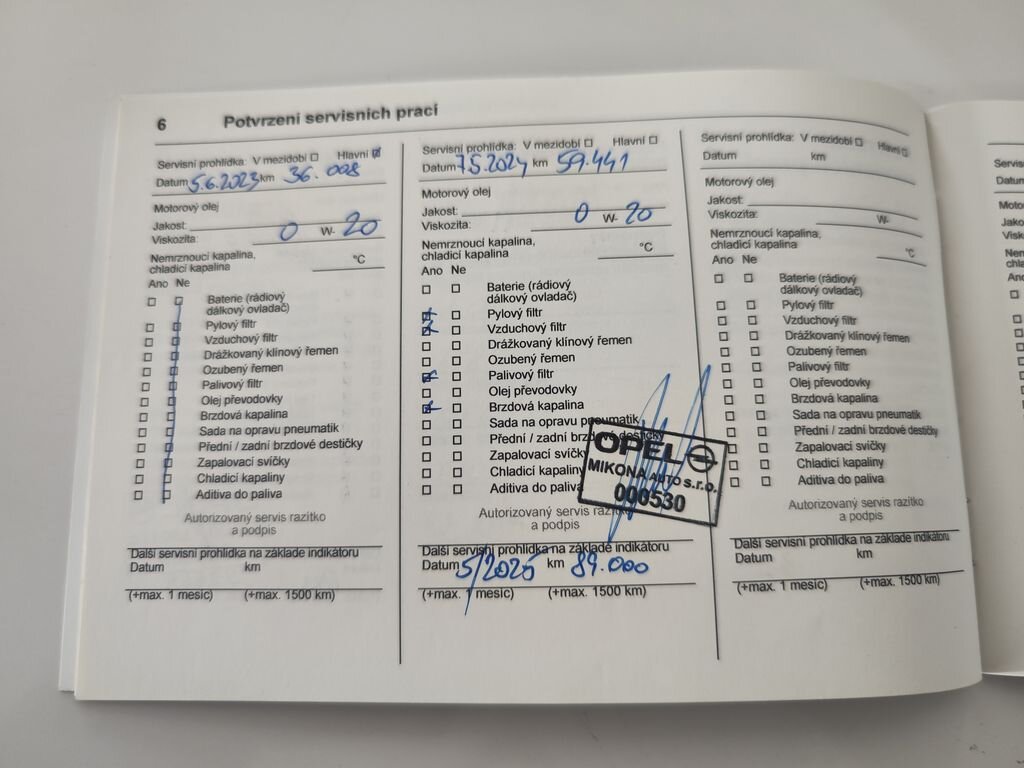 6 Potvrzení servisních prací
Servisní prohlídka: V mezidobí ☐ Hlavní ☑
Datum 5.6.2023 km 36.008
Motorový olej
Jakost:
Viskozita: 0 W- 20
Nemrznoucí kapalina,
chladicí kapalina °C
Ano Ne
☐ ☐ Baterie (rádiový
dálkový ovladač)
☐ ☐ Pylový filtr
☐ ☐ Vzduchový filtr
☐ ☐ Drážkovaný klínový řemen
☐ ☐ Ozubený řemen
☐ ☐ Palivový filtr
☐ ☐ Olej převodovky
☐ ☐ Brzdová kapalina
☐ ☐ Sada na opravu pneumatik
☐ ☐ Přední / zadní brzdové destičky
☐ ☐ Zapalovací svíčky
☐ ☐ Chladicí kapaliny
☐ ☐ Aditiva do paliva
Autorizovaný servis razítko
a podpis
Další servisní prohlídka na základě indikátoru
Datum km
(+max. 1 mesic) (+max. 1500 km)
Servisní prohlídka: V mezidobí ☐ Hlavní ☐
Datum 7.5.2024 km 59.441
Motorový olej
Jakost:
Viskozita: 0 W- 20
Nemrznoucí kapalina,
chladicí kapalina °C
Ano Ne
☐ ☐ Baterie (rádiový
dálkový ovladač)
☒ ☐ Pylový filtr
☒ ☐ Vzduchový filtr
☐ ☐ Drážkovaný klínový řemen
☐ ☐ Ozubený řemen
☒ ☐ Palivový filtr
☐ ☐ Olej převodovky
☒ ☐ Brzdová kapalina
☐ ☐ Sada na opravu pneumatik
☐ ☐ Přední / zadní brzdové destičky
☐ ☐ Zapalovací svíčky
☐ ☐ Chladicí kapaliny
☐ ☐ Aditiva do paliva
OPEL
MIKONA AUTO s.r.o.
000530
Autorizovaný servis razítko
a podpis
Další servisní prohlídka na základě indikátoru
Datum 5/2025 km 89.000
(+max. 1 mesic) (+max. 1500 km)
Servisní prohlídka: V mezidobí ☐ Hlavní ☐
Datum km
Motorový olej
Jakost:
Viskozita: W-
Nemrznoucí kapalina,
chladicí kapalina °C
Ano Ne
☐ ☐ Baterie (rádiový
dálkový ovladač)
☐ ☐ Pylový filtr
☐ ☐ Vzduchový filtr
☐ ☐ Drážkovaný klínový řemen
☐ ☐ Ozubený řemen
☐ ☐ Palivový filtr
☐ ☐ Olej převodovky
☐ ☐ Brzdová kapalina
☐ ☐ Sada na opravu pneumatik
☐ ☐ Přední / zadní brzdové destičky
☐ ☐ Zapalovací svíčky
☐ ☐ Chladicí kapaliny
☐ ☐ Aditiva do paliva
Autorizovaný servis razítko
a podpis
Další servisní prohlídka na základě indikátoru
Datum km
(+max. 1 mesic) (+max. 1500 km)